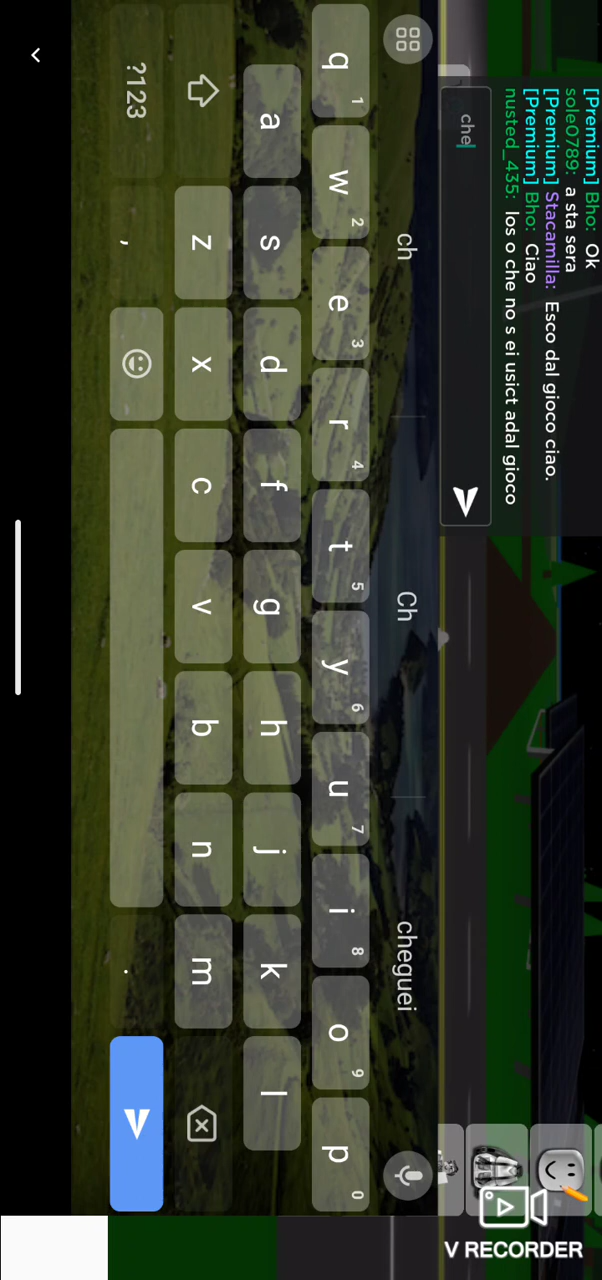 [Premium] Bho: Ok
sole0789: a sta sera
[Premium] Stacamilla: Esco dal gioco ciao.
[Premium] Bho: Ciao
nusted_435: los o che no s ei usict adal gioco
che
ch Ch cheguei
q 1 w 2 e 3 r 4 t 5 y 6 u 7 i 8 o 9 p 0
a s d f g h j k l
z x c v b n m
?123 , .
V RECORDER